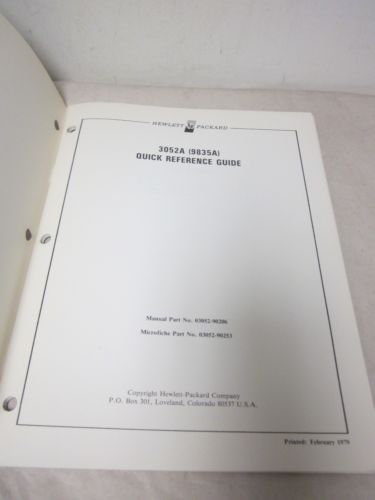 HEWLETT hp PACKARD
3052A (9835A)
QUICK REFERENCE GUIDE
Manual Part No. 03052-90206
Microfiche Part No. 03052-90253
Copyright Hewlett-Packard Company
P.O. Box 301, Loveland, Colorado 80537 U.S.A.
Printed: February 1979